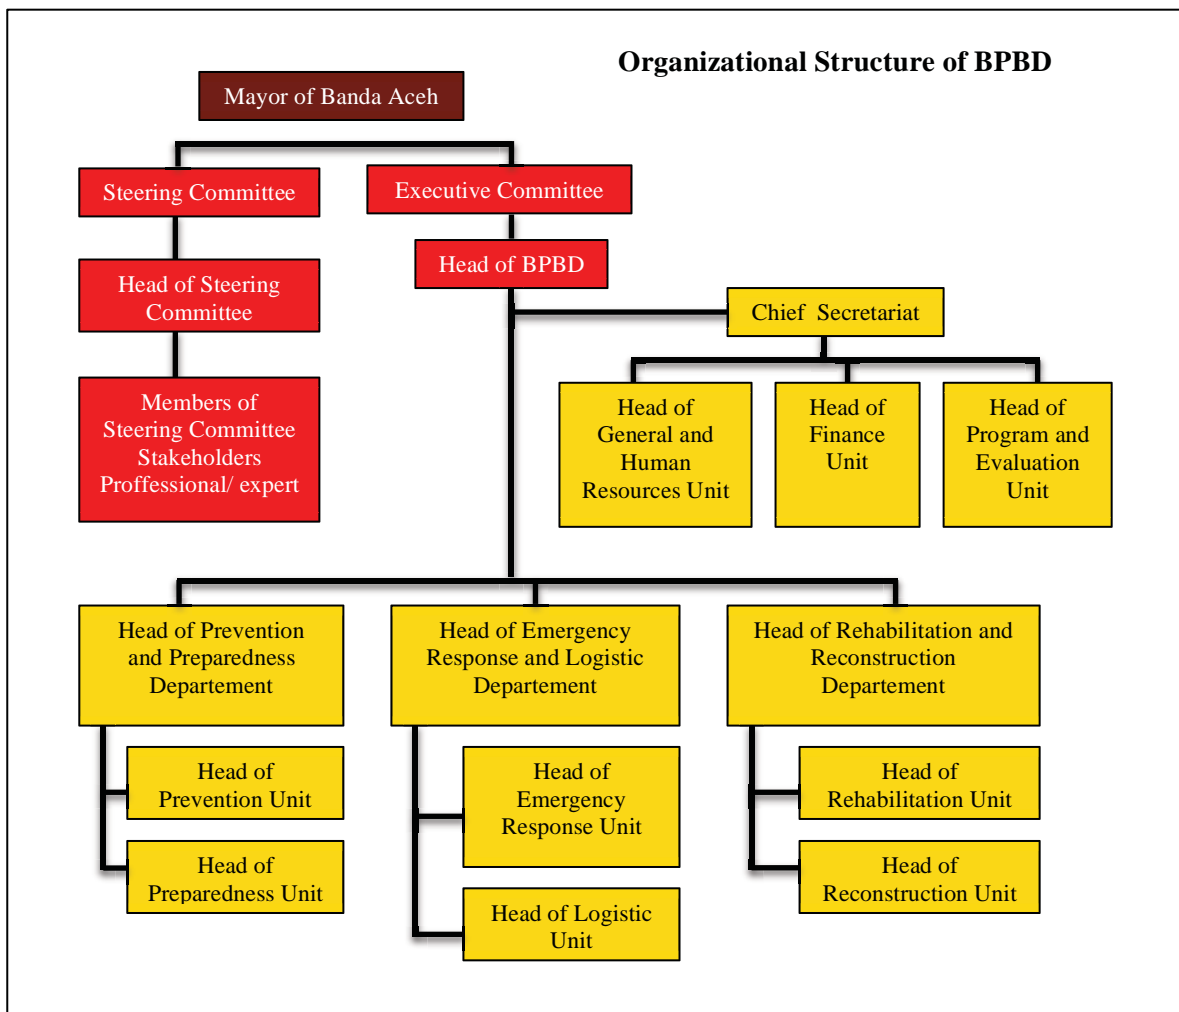 Organizational Structure of BPBD
Mayor of Banda Aceh
Steering Committee
Executive Committee
Head of BPBD
Head of Steering
Committee
Chief Secretariat
Members of
Steering Committee
Stakeholders
Proffessional/ expert
Head of
General and
Human
Resources Unit
Head of
Finance
Unit
Head of
Program and
Evaluation
Unit
Head of Prevention
and Preparedness
Departement
Head of Emergency
Response and Logistic
Departement
Head of Rehabilitation and
Reconstruction
Departement
Head of
Prevention Unit
Head of
Preparedness Unit
Head of
Emergency
Response Unit
Head of Logistic
Unit
Head of
Rehabilitation Unit
Head of
Reconstruction Unit